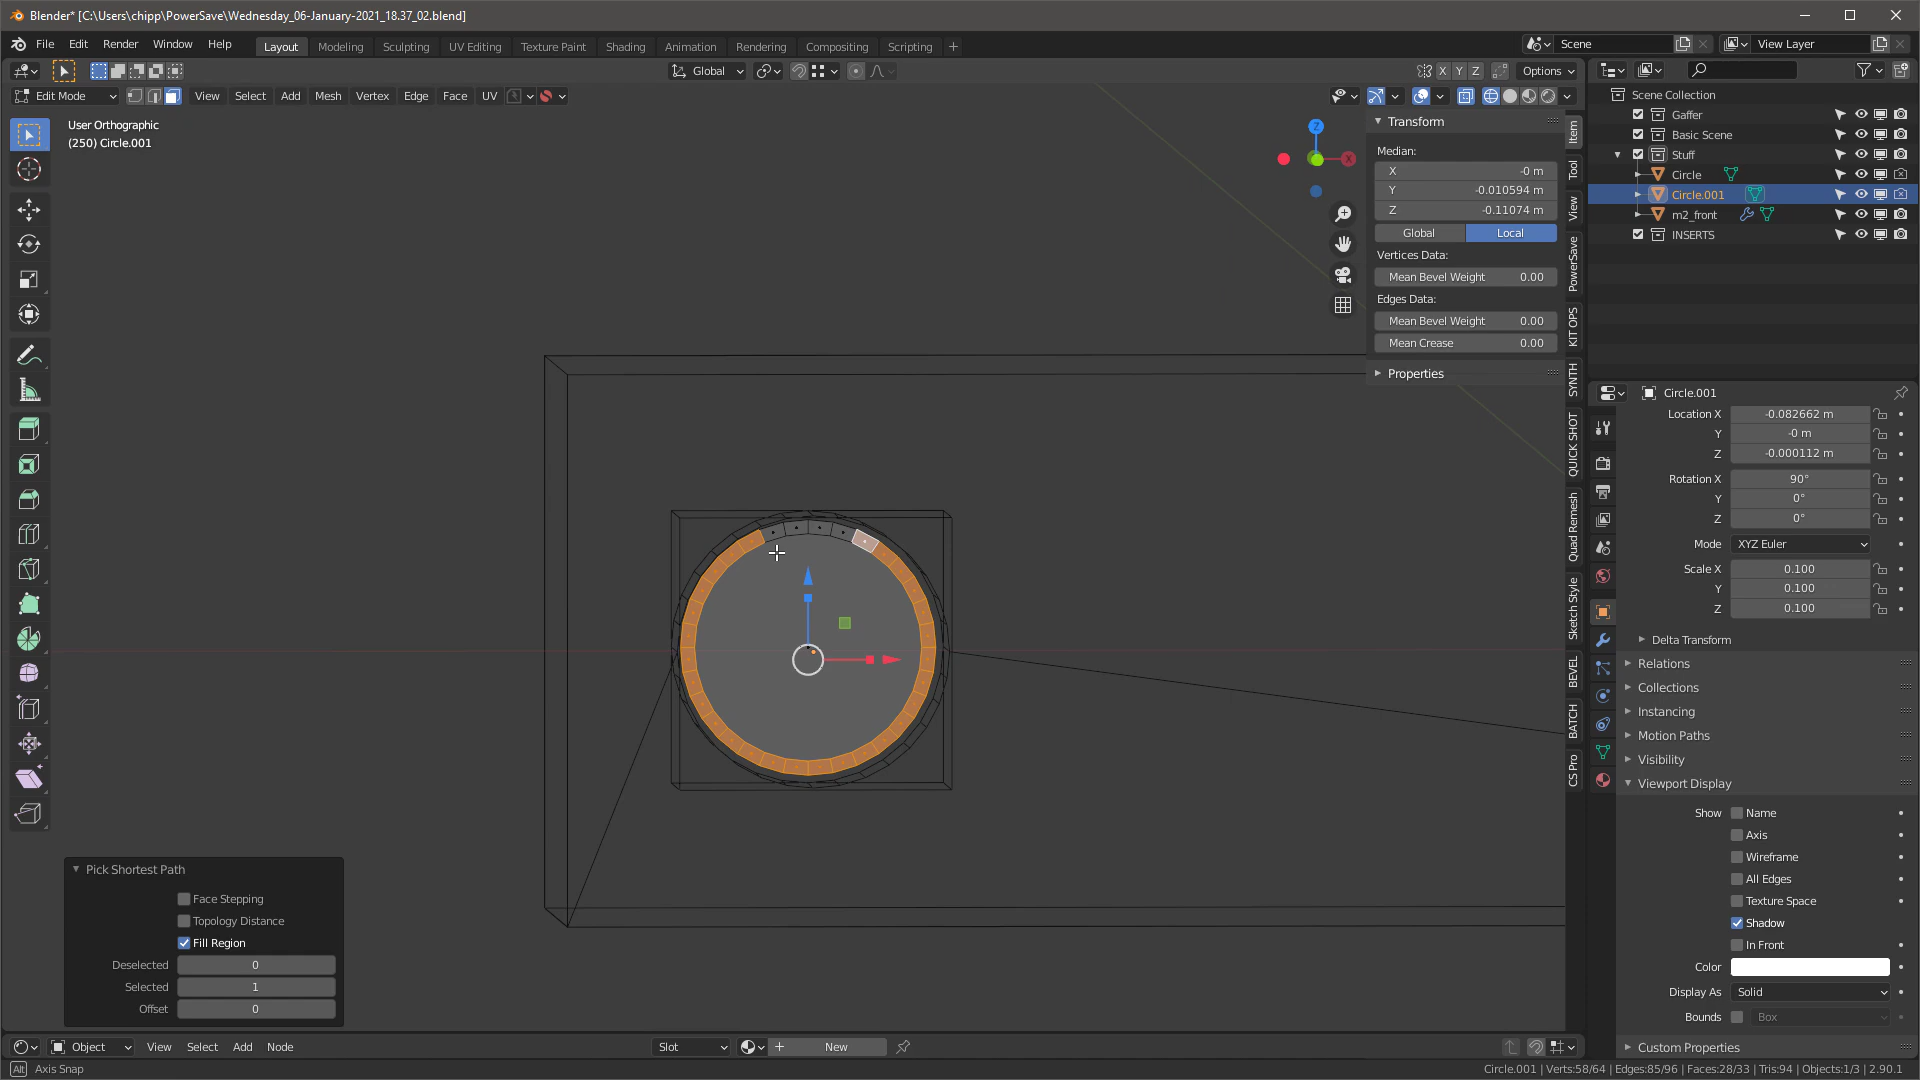 Blender* [C:\Users\chipp\PowerSave\Wednesday_06-January-2021_18.37_02.blend]
File Edit Render Window Help Layout Modeling Sculpting UV Editing Texture Paint Shading Animation Rendering Compositing Scripting + Scene View Layer
Global X Y Z Options
Edit Mode View Select Add Mesh Vertex Edge Face UV
User Orthographic
(250) Circle.001
Z
X
Transform
Median:
X -0 m
Y -0.010594 m
Z -0.11074 m
Global Local
Vertices Data:
Mean Bevel Weight 0.00
Edges Data:
Mean Bevel Weight 0.00
Mean Crease 0.00
Properties
Item
Tool
View
PowerSave
KIT OPS
SYNTH
QUICK SHOT
Quad Remesh
Sketch Style
BEVEL
BATCH
CS Pro
Scene Collection
Gaffer
Basic Scene
Stuff
Circle
Circle.001
m2_front
INSERTS
Circle.001
Location X -0.082662 m
Y -0 m
Z -0.000112 m
Rotation X 90°
Y 0°
Z 0°
Mode XYZ Euler
Scale X 0.100
Y 0.100
Z 0.100
Delta Transform
Relations
Collections
Instancing
Motion Paths
Visibility
Viewport Display
Show Name
Axis
Wireframe
All Edges
Texture Space
Shadow
In Front
Color
Display As Solid
Bounds Box
Custom Properties
Pick Shortest Path
Face Stepping
Topology Distance
Fill Region
Deselected 0
Selected 1
Offset 0
Object View Select Add Node Slot + New
Alt Axis Snap
Circle.001 | Verts:58/64 | Edges:85/96 | Faces:28/33 | Tris:94 | Objects:1/3 | 2.90.1